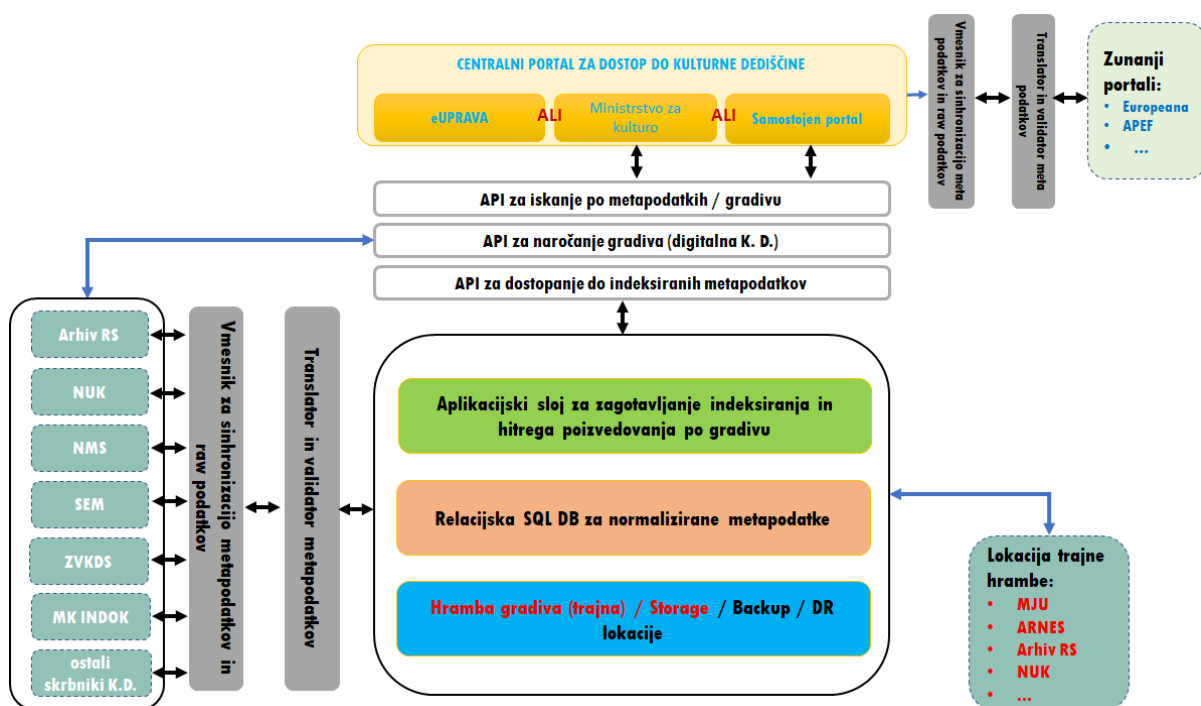 CENTRALNI PORTAL ZA DOSTOP DO KULTURNE DEDIŠČINE
eUPRAVA
ALI
Ministrstvo za
kulturo
ALI
Samostojen portal
Vmesnik za sinhronizacijo meta
podatkov in raw podatkov
Translator in validator meta
podatkov
Zunanji
portali:
• Europeana
• APEF
• ...
API za iskanje po metapodatkih / gradivu
API za naročanje gradiva (digitalna K. D.)
API za dostopanje do indeksiranih metapodatkov
Arhiv RS
NUK
NMS
SEM
ZVKDS
MK INDOK
ostali
skrbniki K.D.
Vmesnik za sinhronizacijo metapodatkov in
raw podatkov
Translator in validator metapodatkov
Aplikacijski sloj za zagotavljanje indeksiranja in
hitrega poizvedovanja po gradivu
Relacijska SQL DB za normalizirane metapodatke
Hramba gradiva (trajna) / Storage / Backup / DR
lokacije
Lokacija trajne
hrambe:
• MJU
• ARNES
• Arhiv RS
• NUK
• ...